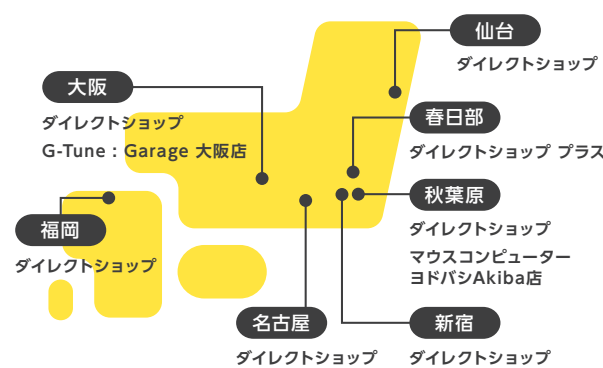 仙台
ダイレクトショップ
大阪
ダイレクトショップ
G-Tune : Garage 大阪店
春日部
ダイレクトショップ プラス
秋葉原
ダイレクトショップ
マウスコンピューター
ヨドバシAkiba店
福岡
ダイレクトショップ
名古屋
ダイレクトショップ
新宿
ダイレクトショップ